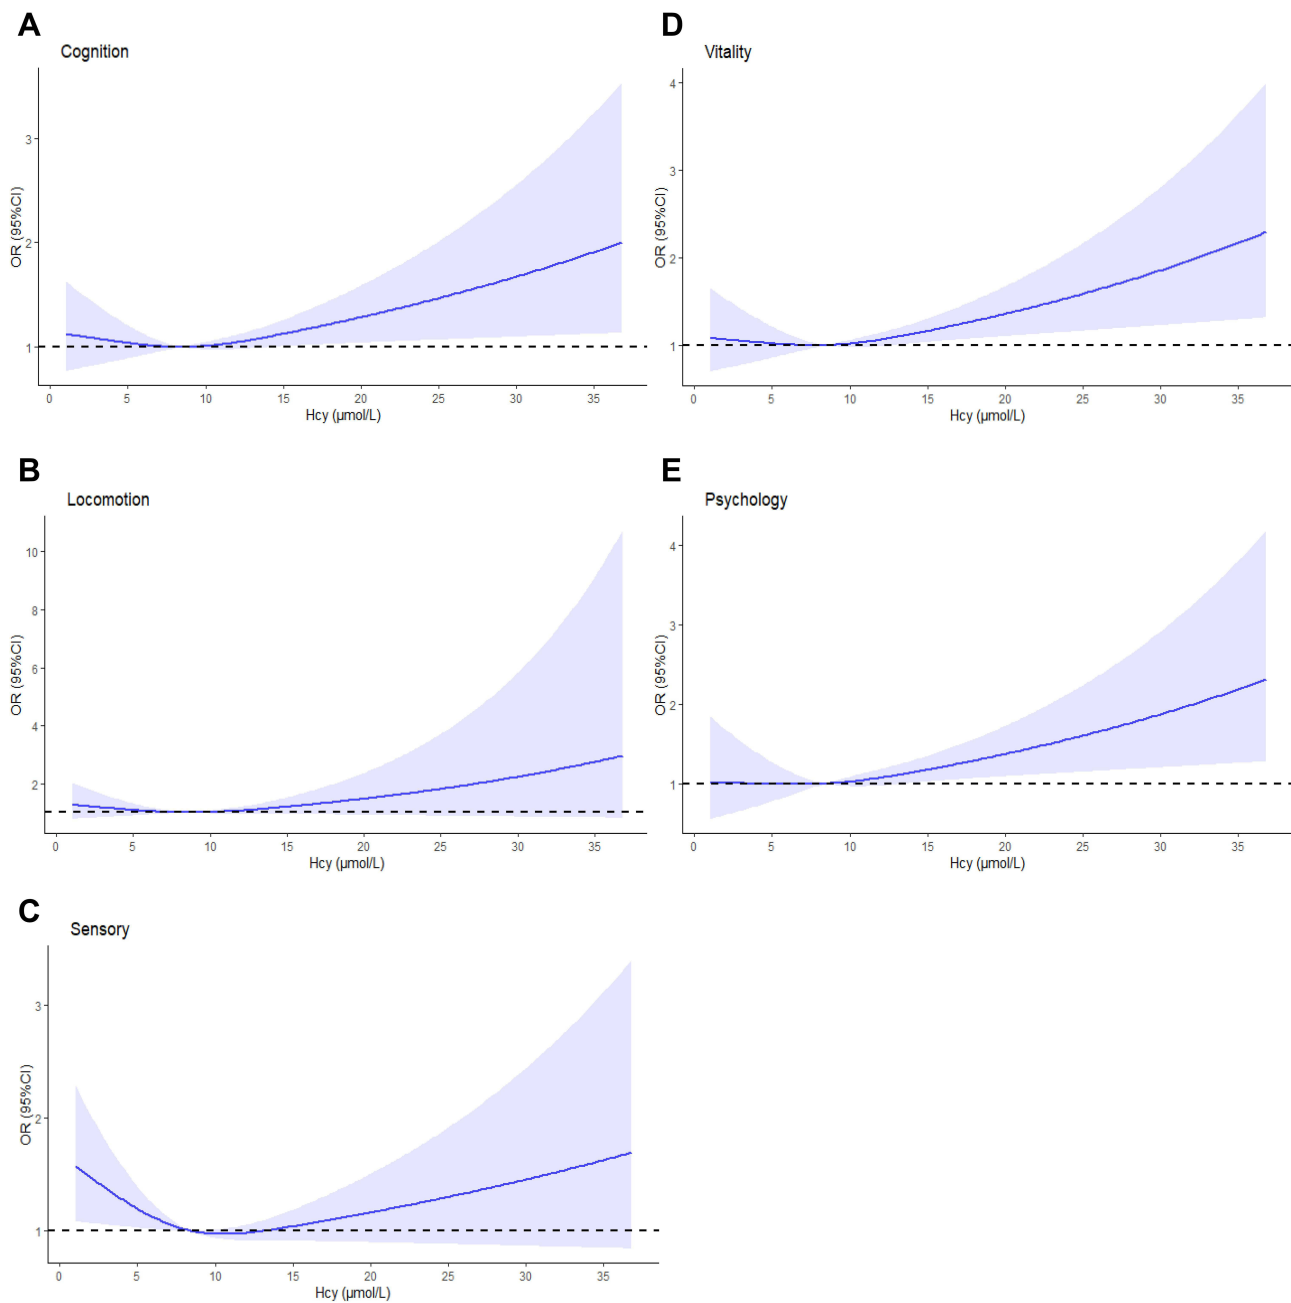 A
Cognition
OR (95%CI)
3
2
1
0 5 10 15 20 25 30 35
Hcy (µmol/L)
D
Vitality
OR (95%CI)
4
3
2
1
0 5 10 15 20 25 30 35
Hcy (µmol/L)
B
Locomotion
OR (95%CI)
10
8
6
4
2
0 5 10 15 20 25 30 35
Hcy (µmol/L)
E
Psychology
OR (95%CI)
4
3
2
1
0 5 10 15 20 25 30 35
Hcy (µmol/L)
C
Sensory
OR (95%CI)
3
2
1
0 5 10 15 20 25 30 35
Hcy (µmol/L)